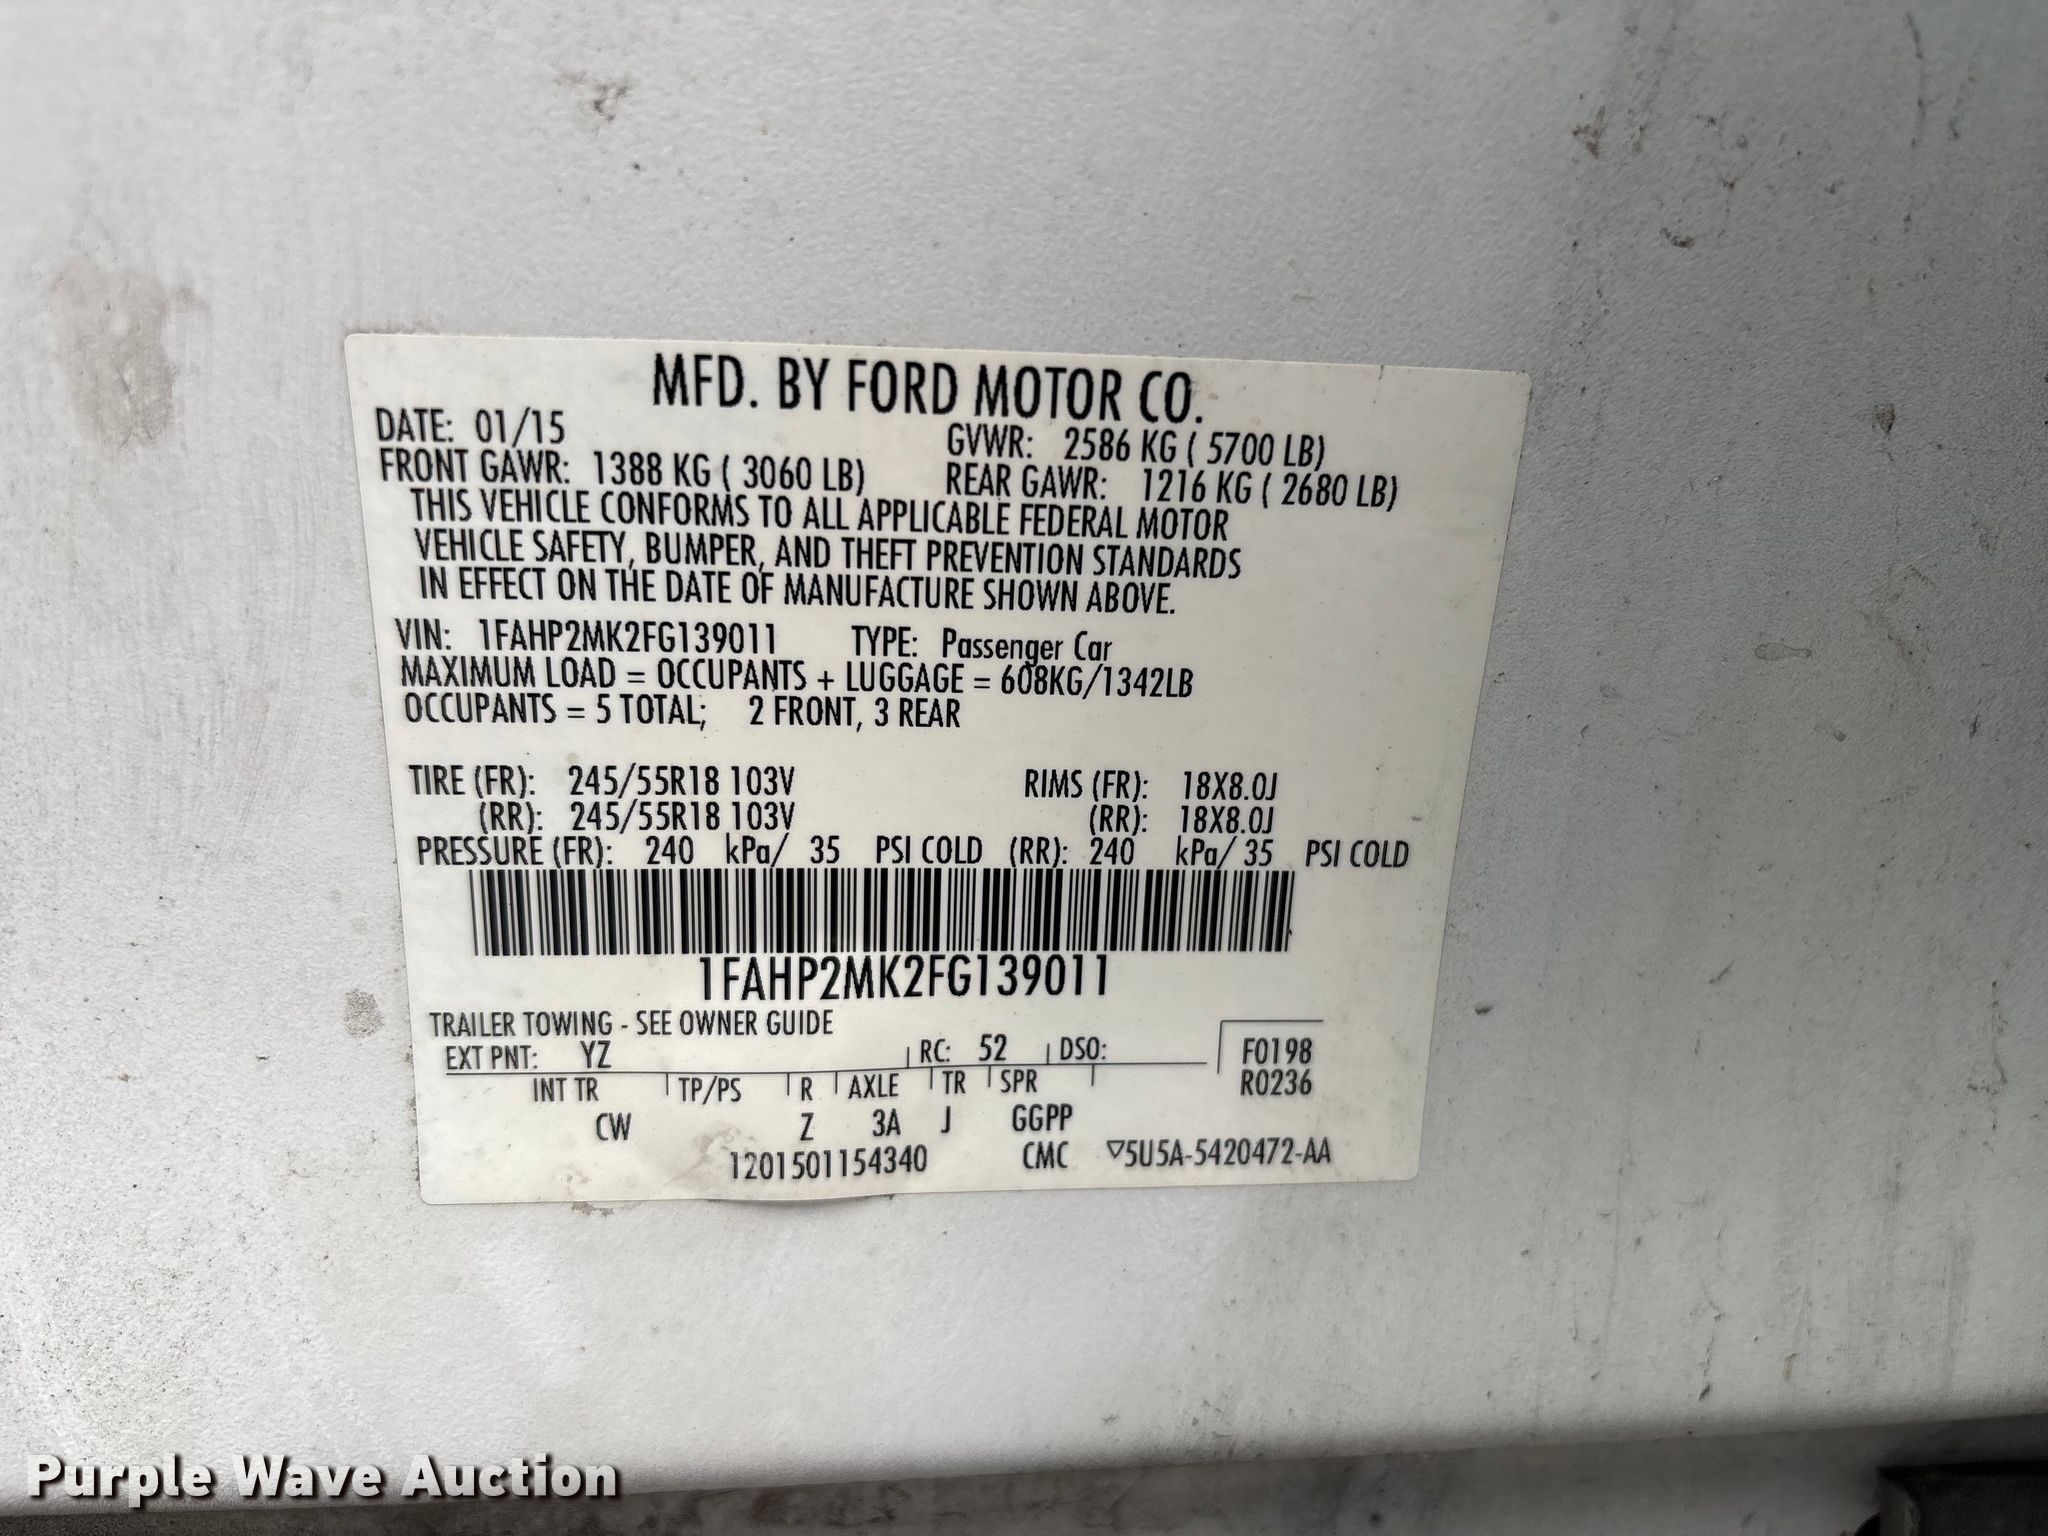 MFD. BY FORD MOTOR CO.
DATE: 01/15 GVWR: 2586 KG ( 5700 LB)
FRONT GAWR: 1388 KG ( 3060 LB) REAR GAWR: 1216 KG ( 2680 LB)
THIS VEHICLE CONFORMS TO ALL APPLICABLE FEDERAL MOTOR
VEHICLE SAFETY, BUMPER, AND THEFT PREVENTION STANDARDS
IN EFFECT ON THE DATE OF MANUFACTURE SHOWN ABOVE.
VIN: 1FAHP2MK2FG139011 TYPE: Passenger Car
MAXIMUM LOAD = OCCUPANTS + LUGGAGE = 608KG/1342LB
OCCUPANTS = 5 TOTAL; 2 FRONT, 3 REAR
TIRE (FR): 245/55R18 103V RIMS (FR): 18X8.0J
(RR): 245/55R18 103V (RR): 18X8.0J
PRESSURE (FR): 240 kPa/ 35 PSI COLD (RR): 240 kPa/ 35 PSI COLD
1FAHP2MK2FG139011
TRAILER TOWING - SEE OWNER GUIDE
EXT PNT: YZ RC: 52 DSO: F0198
INT TR TP/PS R AXLE TR SPR R0236
CW Z 3A J GGPP
1201501154340 CMC ▽5U5A-5420472-AA
Purple Wave Auction